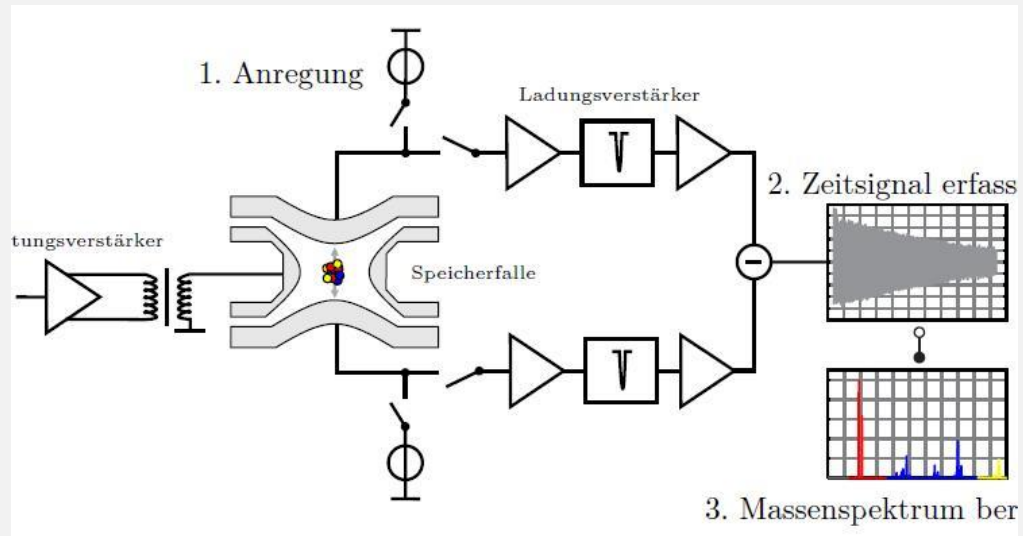 1. Anregung
Ladungsverstärker
2. Zeitsignal erfass
tungsverstärker
Speicherfalle
3. Massenspektrum ber